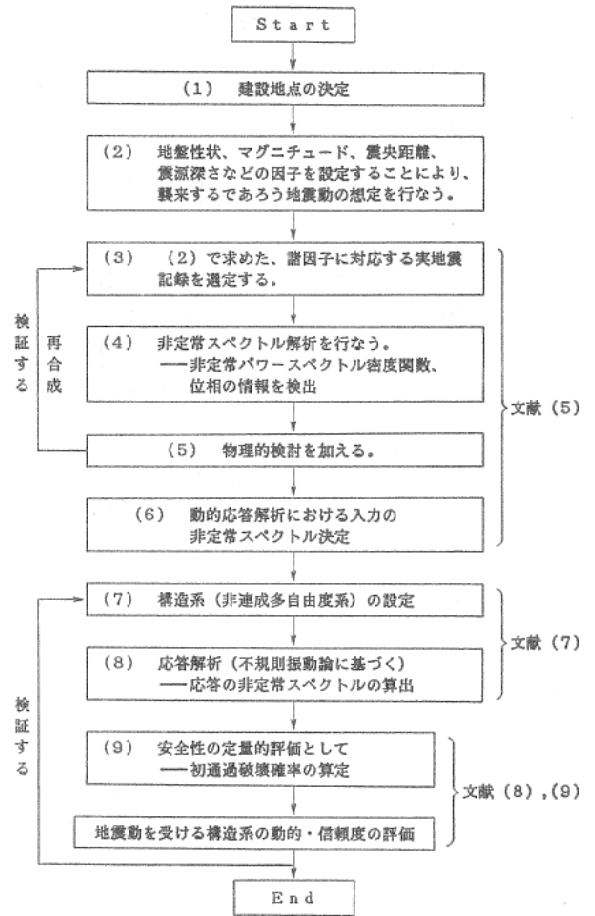 Start
(1) 建設地点の決定
(2) 地盤性状、マグニチュード、震央距離、
震源深さなどの因子を設定することにより、
襲来するであろう地震動の想定を行なう。
(3) (2)で求めた、諸因子に対応する実地震
記録を選定する.
検証する
再合成
(4) 非定常スペクトル解析を行なう。
──非定常パワースペクトル密度関数、
位相の情報を検出
文献(5)
(5) 物理的検討を加える。
(6) 動的応答解析における入力の
非定常スペクトル決定
(7) 構造系(非連成多自由度系)の設定
文献(7)
(8) 応答解析(不規則振動論に基づく)
──応答の非定常スペクトルの算出
検証する
(9) 安全性の定量的評価として
──初通過破壊確率の算定
文献(8),(9)
地震動を受ける構造系の動的・信頼度の評価
End